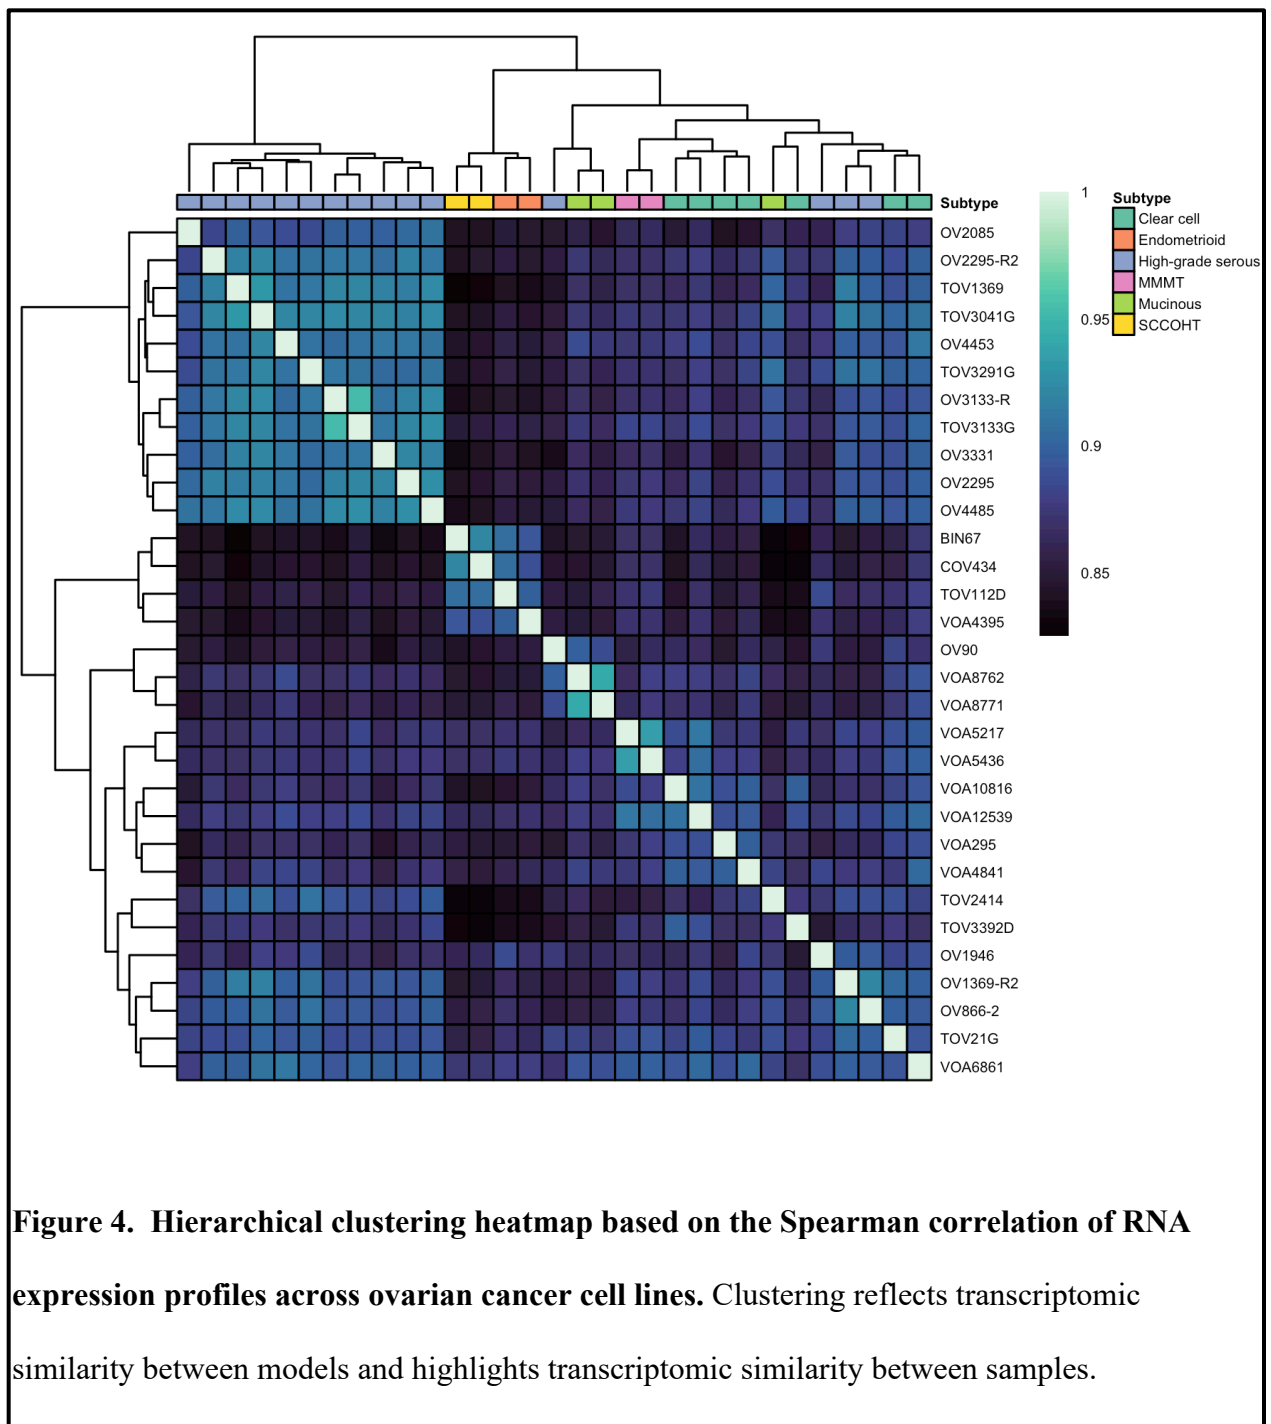 Subtype
OV2085
OV2295-R2
TOV1369
TOV3041G
OV4453
TOV3291G
OV3133-R
TOV3133G
OV3331
OV2295
OV4485
BIN67
COV434
TOV112D
VOA4395
OV90
VOA8762
VOA8771
VOA5217
VOA5436
VOA10816
VOA12539
VOA295
VOA4841
TOV2414
TOV3392D
OV1946
OV1369-R2
OV866-2
TOV21G
VOA6861
1
0.95
0.9
0.85
Subtype
Clear cell
Endometrioid
High-grade serous
MMMT
Mucinous
SCCOHT
Figure 4. Hierarchical clustering heatmap based on the Spearman correlation of RNA
expression profiles across ovarian cancer cell lines. Clustering reflects transcriptomic
similarity between models and highlights transcriptomic similarity between samples.